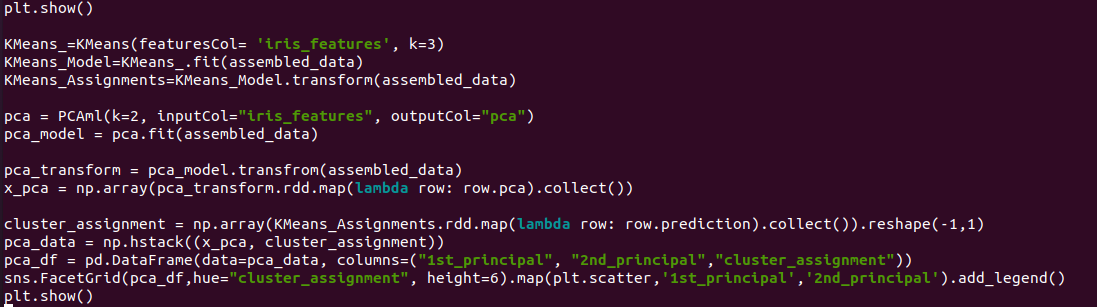 plt.show()
KMeans_=KMeans(featuresCol= 'iris_features', k=3)
KMeans_Model=KMeans_.fit(assembled_data)
KMeans_Assignments=KMeans_Model.transform(assembled_data)
pca = PCAml(k=2, inputCol="iris_features", outputCol="pca")
pca_model = pca.fit(assembled_data)
pca_transform = pca_model.transfrom(assembled_data)
x_pca = np.array(pca_transform.rdd.map(lambda row: row.pca).collect())
cluster_assignment = np.array(KMeans_Assignments.rdd.map(lambda row: row.prediction).collect()).reshape(-1,1)
pca_data = np.hstack((x_pca, cluster_assignment))
pca_df = pd.DataFrame(data=pca_data, columns=("1st_principal", "2nd_principal","cluster_assignment"))
sns.FacetGrid(pca_df,hue="cluster_assignment", height=6).map(plt.scatter,'1st_principal','2nd_principal').add_legend()
plt.show()